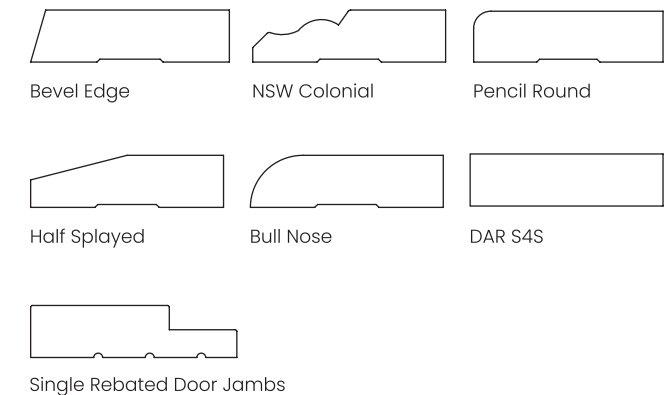 Bevel Edge
NSW Colonial
Pencil Round
Half Splayed
Bull Nose
DAR S4S
Single Rebated Door Jambs